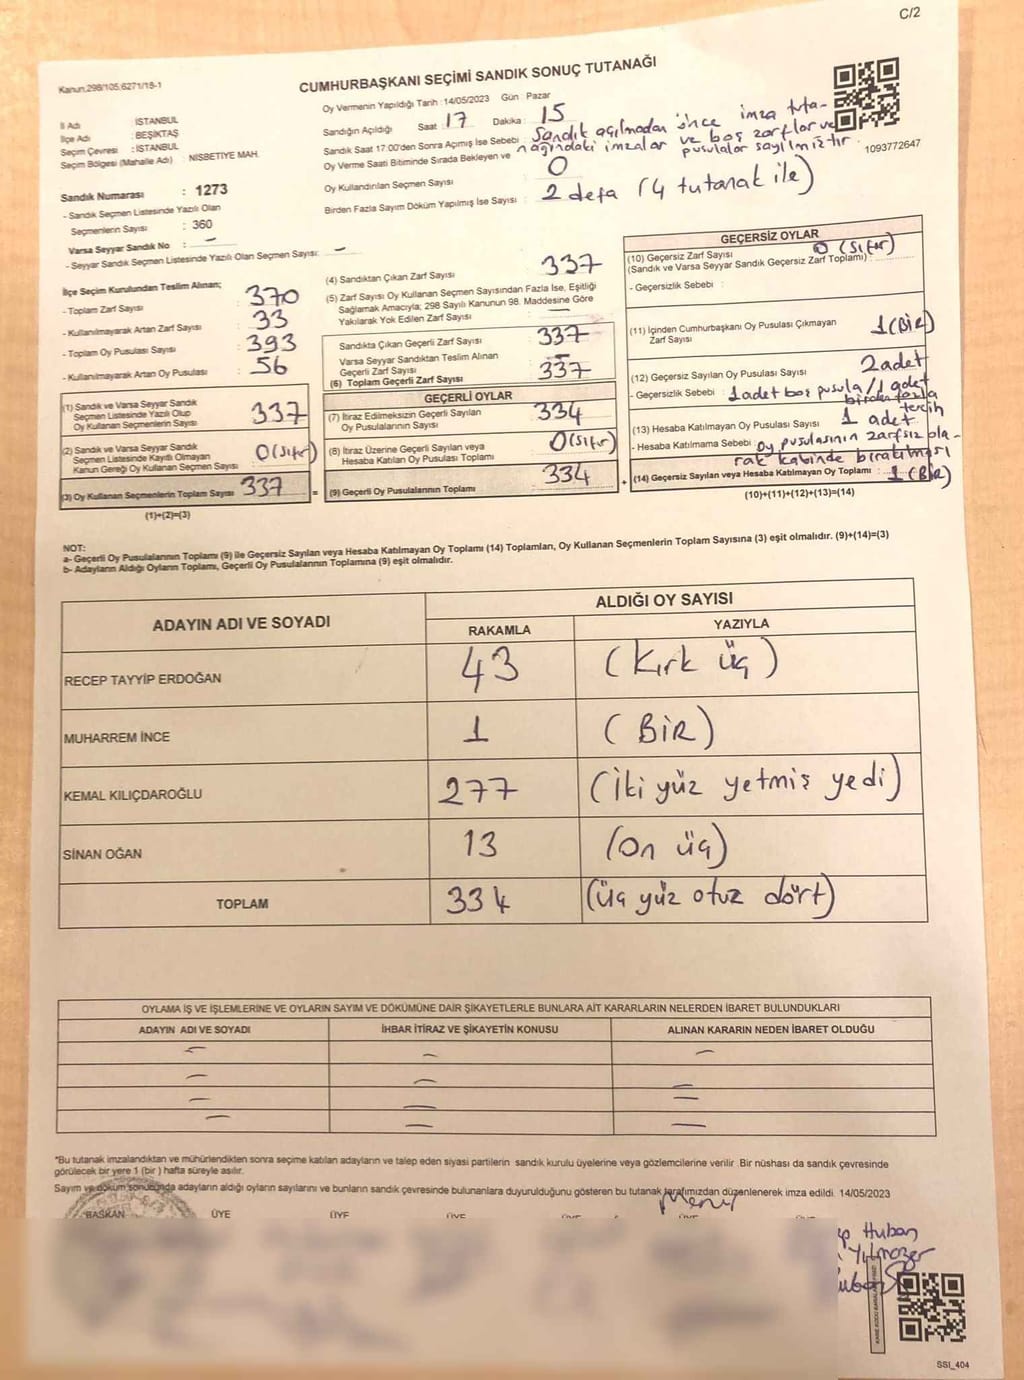 C/2
Kanun,298/105,6271/18-1
CUMHURBAŞKANI SEÇİMİ SANDIK SONUÇ TUTANAĞI
İl Adı : İSTANBUL
İlçe Adı : BEŞİKTAŞ
Seçim Çevresi : İSTANBUL
Seçim Bölgesi (Mahalle Adı) : NİSBETİYE MAH.
Oy Vermenin Yapıldığı Tarih :14/05/2023 Gün : Pazar
Sandığın Açıldığı Saat : 17 Dakika : 15
Sandık Saat 17:00'den Sonra Açımış İse Sebebi : Sandık açılmadan önce imza tuta-
nağındaki imzalar ve boş zarflar ve
pusulalar sayılmıştır.
Oy Verme Saati Bitiminde Sırada Bekleyen ve
Oy Kullandırılan Seçmen Sayısı : 0
Birden Fazla Sayım Döküm Yapılmış İse Sayısı : 2 defa (4 tutanak ile)
1093772647
Sandık Numarası : 1273
- Sandık Seçmen Listesinde Yazılı Olan
Seçmenlerin Sayısı : 360
Varsa Seyyar Sandık No : –
- Seyyar Sandık Seçmen Listesinde Yazılı Olan Seçmen Sayısı: –
İlçe Seçim Kurulundan Teslim Alınan;
- Toplam Zarf Sayısı : 370
- Kullanılmayarak Artan Zarf Sayısı : 33
- Toplam Oy Pusulası Sayısı : 393
- Kullanılmayarak Artan Oy Pusulası : 56
(1) Sandık ve Varsa Seyyar Sandık
Seçmen Listesinde Yazılı Olup
Oy Kullanan Seçmenlerin Sayısı : 337
(2) Sandık ve Varsa Seyyar Sandık
Seçmen Listesinde Kayıtlı Olmayan
Kanun Gereği Oy Kullanan Seçmen Sayısı : 0 (sıfır)
(3) Oy Kullanan Seçmenlerin Toplam Sayısı 337 =
(1)+(2)=(3)
(4) Sandıktan Çıkan Zarf Sayısı : 337
(5) Zarf Sayısı Oy Kullanan Seçmen Sayısından Fazla İse, Eşitliği
Sağlamak Amacıyla; 298 Sayılı Kanunun 98. Maddesine Göre
Yakılarak Yok Edilen Zarf Sayısı : –
Sandıkta Çıkan Geçerli Zarf Sayısı : 337
Varsa Seyyar Sandıktan Teslim Alınan
Geçerli Zarf Sayısı : –
(6) Toplam Geçerli Zarf Sayısı : 337
GEÇERLİ OYLAR
(7) İtiraz Edilmeksizin Geçerli Sayılan
Oy Pusulalarının Sayısı : 334
(8) İtiraz Üzerine Geçerli Sayılan veya
Hesaba Katılan Oy Pusulası Toplamı : 0 (sıfır)
(9) Geçerli Oy Pusulalarının Toplamı : 334 +
GEÇERSİZ OYLAR
(10) Geçersiz Zarf Sayısı 0 (sıfır)
(Sandık ve Varsa Seyyar Sandık Geçersiz Zarf Toplamı) :
- Geçersizlik Sebebi :
(11) İçinden Cumhurbaşkanı Oy Pusulası Çıkmayan
Zarf Sayısı 1 (BİR)
(12) Geçersiz Sayılan Oy Pusulası Sayısı 2 adet
- Geçersizlik Sebebi : 1 adet boş pusula / 1 adet
birden fazla
tercih
(13) Hesaba Katılmayan Oy Pusulası Sayısı : 1 adet
- Hesaba Katılmama Sebebi : oy pusulasının zarfsız ola-
rak kabinde bırakılması
(14) Geçersiz Sayılan veya Hesaba Katılmayan Oy Toplamı : 1 (BİR)
(10)+(11)+(12)+(13)=(14)
NOT:
a- Geçerli Oy Pusulalarının Toplamı (9) ile Geçersiz Sayılan veya Hesaba Katılmayan Oy Toplamı (14) Toplamları, Oy Kullanan Seçmenlerin Toplam Sayısına (3) eşit olmalıdır. (9)+(14)=(3)
b- Adayların Aldığı Oyların Toplamı, Geçerli Oy Pusulalarının Toplamına (9) eşit olmalıdır.
ADAYIN ADI VE SOYADI ALDIĞI OY SAYISI
RAKAMLA YAZIYLA
RECEP TAYYİP ERDOĞAN 43 (Kırk üç)
MUHARREM İNCE 1 (BİR)
KEMAL KILIÇDAROĞLU 277 (İki yüz yetmiş yedi)
SİNAN OĞAN 13 (On üç)
TOPLAM 334 (üç yüz otuz dört)
OYLAMA İŞ VE İŞLEMLERİNE VE OYLARIN SAYIM VE DÖKÜMÜNE DAİR ŞİKAYETLERLE BUNLARA AİT KARARLARIN NELERDEN İBARET BULUNDUKLARI
ADAYIN ADI VE SOYADI İHBAR İTİRAZ VE ŞİKAYETİN KONUSU ALINAN KARARIN NEDEN İBARET OLDUĞU
– – –
– – –
– – –
– – –
*Bu tutanak imzalandıktan ve mühürlendikten sonra seçime katılan adayların ve talep eden siyasi partilerin sandık kurulu üyelerine veya gözlemcilerine verilir. Bir nüshası da sandık çevresinde
görülecek bir yere 1 (bir ) hafta süreyle asılır.
Sayım ve döküm sonucunda adayların aldığı oyların sayılarını ve bunların sandık çevresinde bulunanlara duyurulduğunu gösteren bu tutanak tarafımızdan düzenlenerek imza edildi. 14/05/2023
BAŞKAN ÜYE ÜYE ÜYE ÜYE ÜYE ÜYE
Huban
Yılmazer
SSI_404